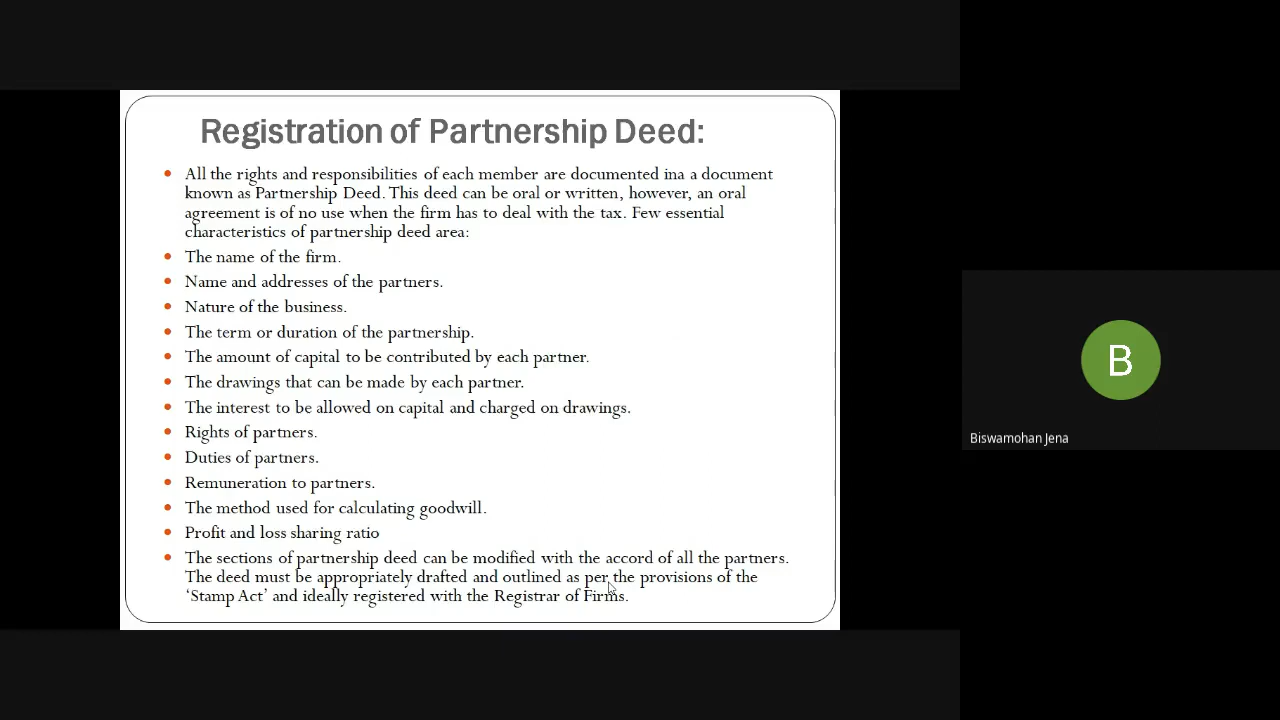 Registration of Partnership Deed:
• All the rights and responsibilities of each member are documented ina a document
known as Partnership Deed. This deed can be oral or written, however, an oral
agreement is of no use when the firm has to deal with the tax. Few essential
characteristics of partnership deed area:
• The name of the firm.
• Name and addresses of the partners.
• Nature of the business.
• The term or duration of the partnership.
• The amount of capital to be contributed by each partner.
• The drawings that can be made by each partner.
• The interest to be allowed on capital and charged on drawings.
• Rights of partners.
• Duties of partners.
• Remuneration to partners.
• The method used for calculating goodwill.
• Profit and loss sharing ratio
• The sections of partnership deed can be modified with the accord of all the partners.
The deed must be appropriately drafted and outlined as per the provisions of the
‘Stamp Act’ and ideally registered with the Registrar of Firms.
B
Biswamohan Jena